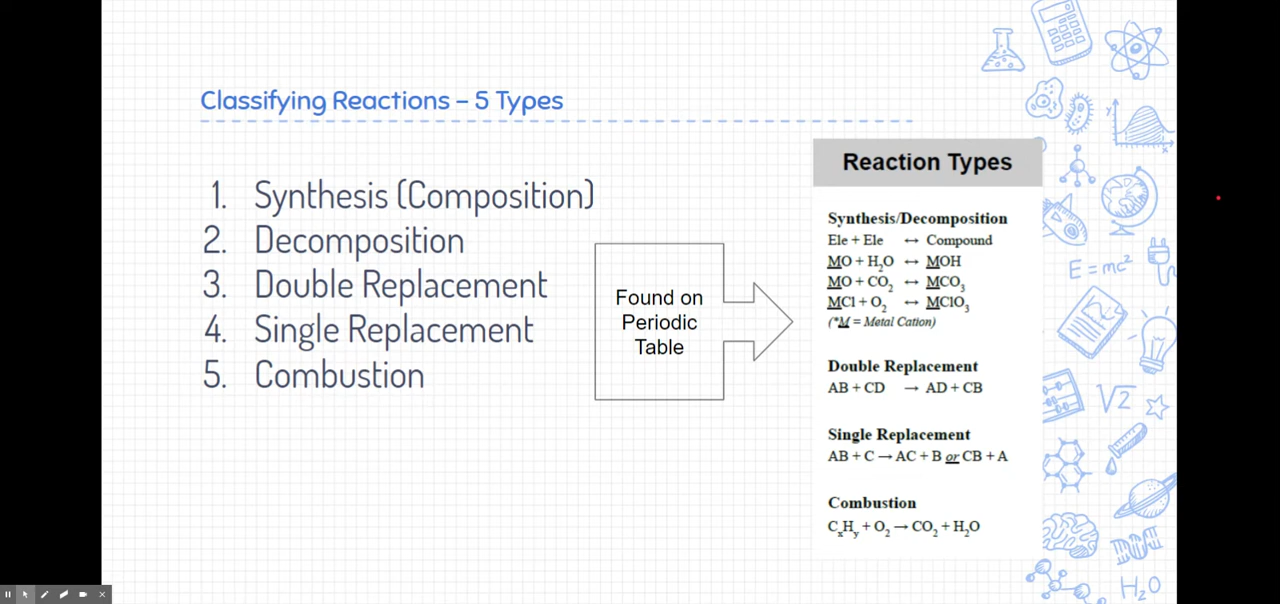 Classifying Reactions – 5 Types
1. Synthesis (Composition)
2. Decomposition
3. Double Replacement
4. Single Replacement
5. Combustion
Found on
Periodic
Table
Reaction Types
Synthesis/Decomposition
Ele + Ele ↔ Compound
MO + H₂O ↔ MOH
MO + CO₂ ↔ MCO₃
MCl + O₂ ↔ MClO₃
(*M = Metal Cation)
Double Replacement
AB + CD → AD + CB
Single Replacement
AB + C → AC + B or CB + A
Combustion
CₓHᵧ + O₂ → CO₂ + H₂O
E = mc²
√2
H₂O
y
x